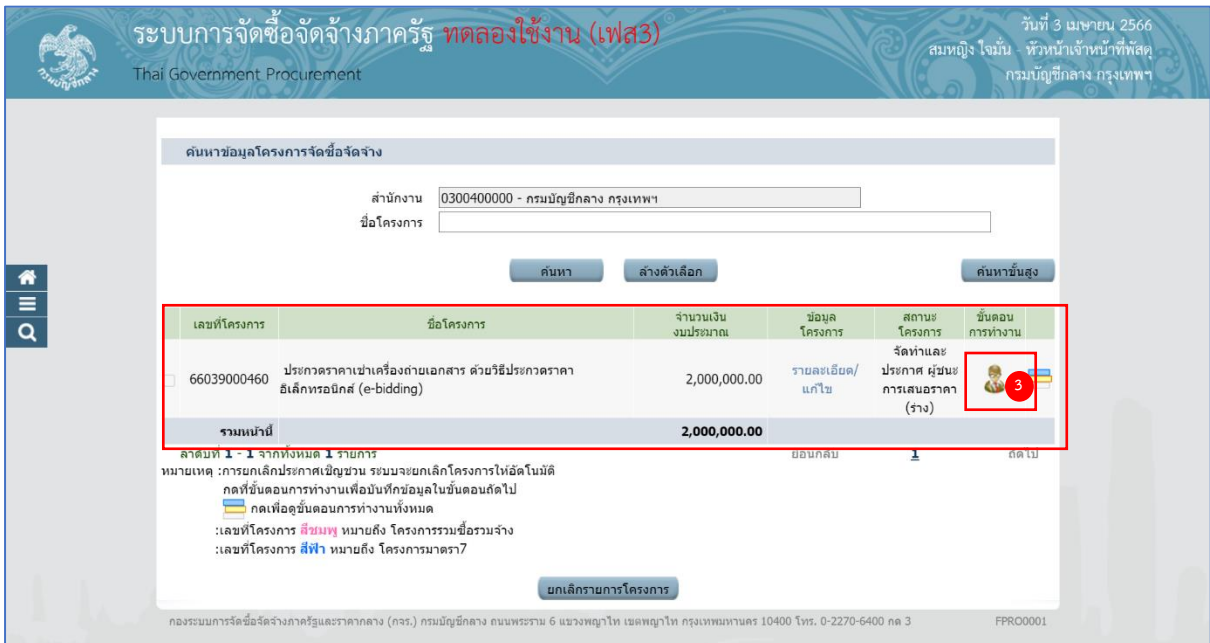 ระบบการจัดซื้อจัดจ้างภาครัฐ ทดลองใช้งาน (เฟส3)
Thai Government Procurement
วันที่ 3 เมษายน 2566
สมหญิง ใจมั่น - หัวหน้าเจ้าหน้าที่พัสดุ
กรมบัญชีกลาง กรุงเทพฯ
ค้นหาข้อมูลโครงการจัดซื้อจัดจ้าง
สำนักงาน 0300400000 - กรมบัญชีกลาง กรุงเทพฯ
ชื่อโครงการ
ค้นหา ล้างตัวเลือก ค้นหาขั้นสูง
เลขที่โครงการ ชื่อโครงการ จำนวนเงิน งบประมาณ ข้อมูล โครงการ สถานะ โครงการ ขั้นตอน การทำงาน
66039000460 ประกวดราคาเช่าเครื่องถ่ายเอกสาร ด้วยวิธีประกวดราคา
อิเล็กทรอนิกส์ (e-bidding)
2,000,000.00
รายละเอียด/
แก้ไข
จัดทำและ
ประกาศ ผู้ชนะ
การเสนอราคา
(ร่าง)
3
รวมหน้านี้ 2,000,000.00
ลำดับที่ 1 - 1 จากทั้งหมด 1 รายการ ย้อนกลับ 1 ถัดไป
หมายเหตุ :การยกเลิกประกาศเชิญชวน ระบบจะยกเลิกโครงการให้อัตโนมัติ
กดที่ขั้นตอนการทำงานเพื่อบันทึกข้อมูลในขั้นตอนถัดไป
กดเพื่อดูขั้นตอนการทำงานทั้งหมด
:เลขที่โครงการ สีชมพู หมายถึง โครงการรวมซื้อรวมจ้าง
:เลขที่โครงการ สีฟ้า หมายถึง โครงการมาตรา7
ยกเลิกรายการโครงการ
กองระบบการจัดซื้อจัดจ้างภาครัฐและราคากลาง (กจร.) กรมบัญชีกลาง ถนนพระราม 6 แขวงพญาไท เขตพญาไท กรุงเทพมหานคร 10400 โทร. 0-2270-6400 กด 3 FPRO0001